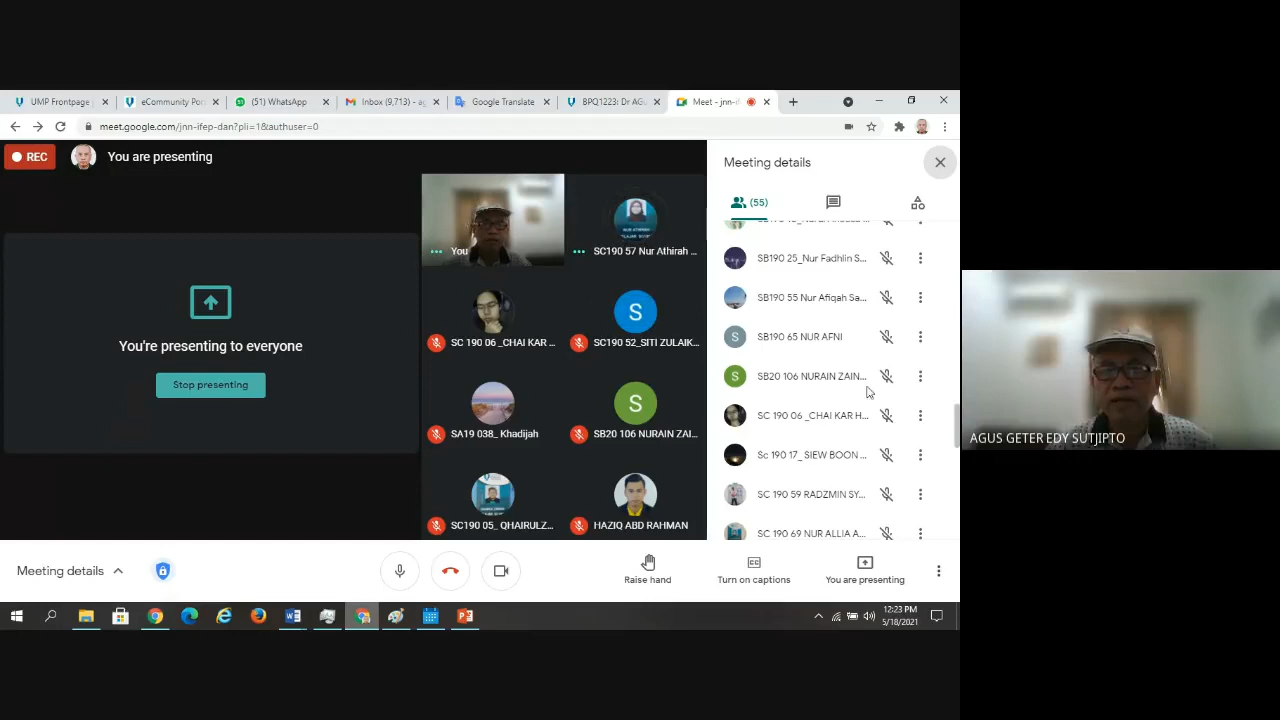 UMP Frontpage
eCommunity Por
(51) WhatsApp
Inbox (9,713) - ag
Google Translate
BPQ1223: Dr AGu
Meet - jnn-if
meet.google.com/jnn-ifep-dan?pli=1&authuser=0
REC
You are presenting
You're presenting to everyone
Stop presenting
You
SC190 57 Nur Athirah ...
SC 190 06 _CHAI KAR ...
SC190 52_SITI ZULAIK...
S
SA19 038_ Khadijah
SB20 106 NURAIN ZAI...
S
SC190 05_ QHAIRULZ...
HAZIQ ABD RAHMAN
Meeting details
(55)
SB190 25_Nur Fadhlin S...
SB190 55 Nur Afiqah Sa...
S
SB190 65 NUR AFNI
S
SB20 106 NURAIN ZAIN...
SC 190 06 _CHAI KAR H...
Sc 190 17_ SIEW BOON ...
SC 190 59 RADZMIN SY...
SC 190 69 NUR ALLIA A...
AGUS GETER EDY SUTJIPTO
Meeting details
Raise hand
Turn on captions
You are presenting
12:23 PM
5/18/2021